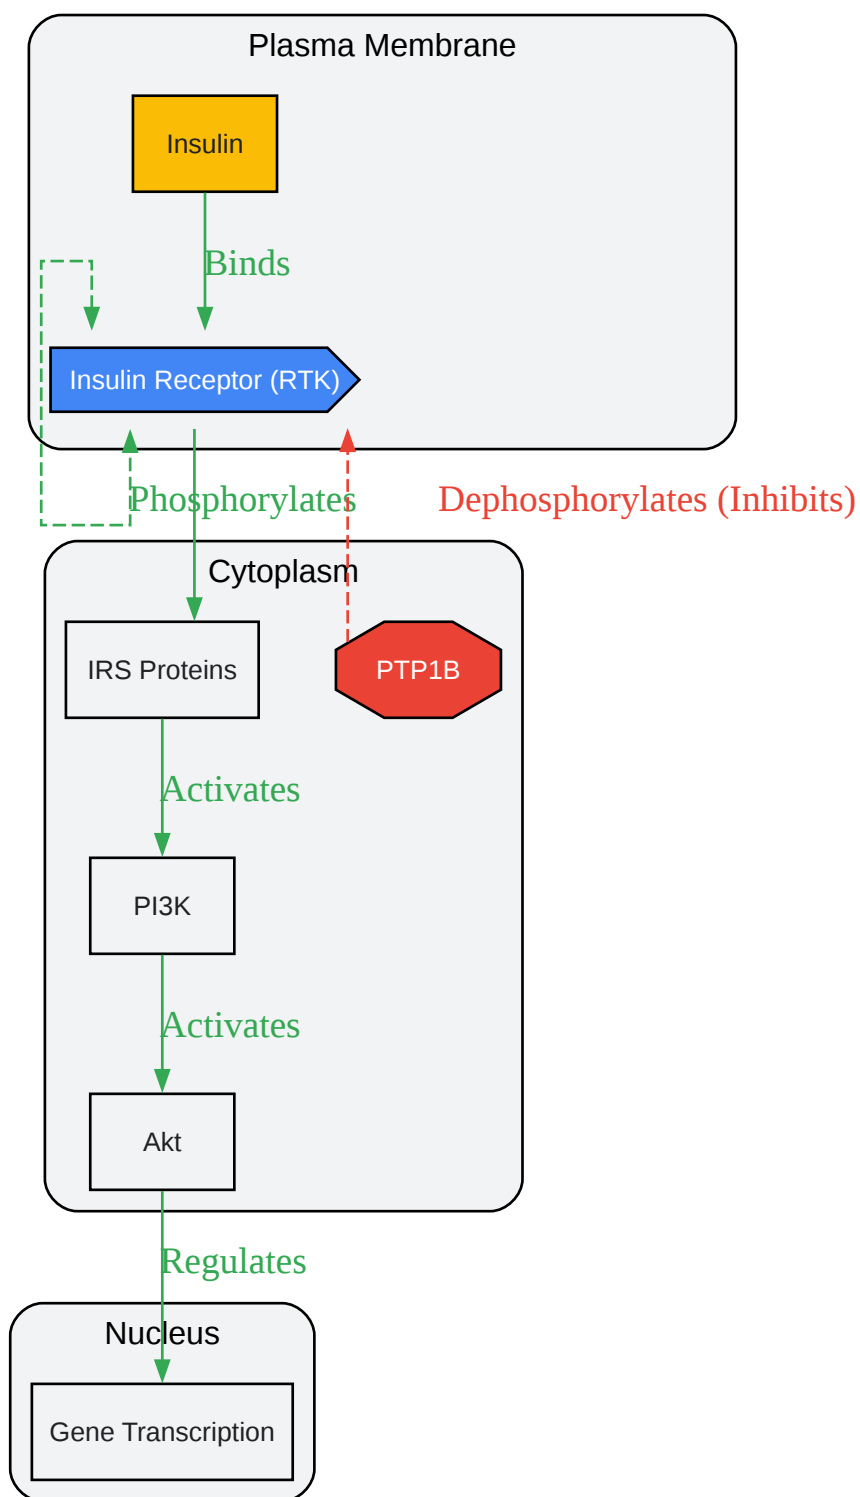 Plasma Membrane
Insulin
Binds
Insulin Receptor (RTK)
Phosphorylates
Dephosphorylates (Inhibits)
Cytoplasm
IRS Proteins
PTP1B
Activates
PI3K
Activates
Akt
Regulates
Nucleus
Gene Transcription